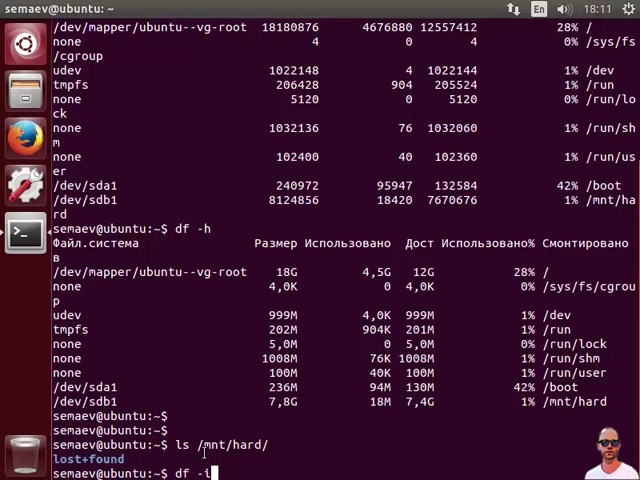 semaev@ubuntu: ~
En
18:11
/dev/mapper/ubuntu--vg-root 18180876 4676880 12557412 28% /
none 4 0 4 0% /sys/fs
/cgroup
udev 1022148 4 1022144 1% /dev
tmpfs 206428 904 205524 1% /run
none 5120 0 5120 0% /run/lo
ck
none 1032136 76 1032060 1% /run/sh
m
none 102400 40 102360 1% /run/us
er
/dev/sda1 240972 95947 132584 42% /boot
/dev/sdb1 8124856 18420 7670676 1% /mnt/ha
rd
semaev@ubuntu:~$ df -h
Файл.система Размер Использовано Дост Использовано% Смонтировано
в
/dev/mapper/ubuntu--vg-root 18G 4,5G 12G 28% /
none 4,0K 0 4,0K 0% /sys/fs/cgrou
p
udev 999M 4,0K 999M 1% /dev
tmpfs 202M 904K 201M 1% /run
none 5,0M 0 5,0M 0% /run/lock
none 1008M 76K 1008M 1% /run/shm
none 100M 40K 100M 1% /run/user
/dev/sda1 236M 94M 130M 42% /boot
/dev/sdb1 7,8G 18M 7,4G 1% /mnt/hard
semaev@ubuntu:~$
semaev@ubuntu:~$
semaev@ubuntu:~$ ls /mnt/hard/
lost+found
semaev@ubuntu:~$ df -i